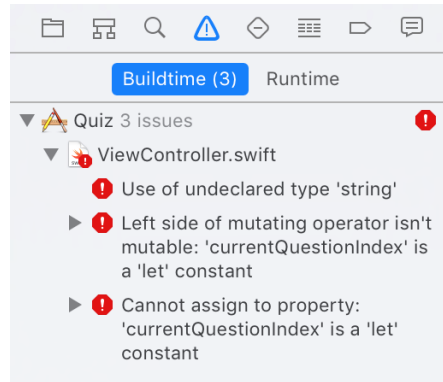 Buildtime (3) Runtime
Quiz 3 issues
ViewController.swift
Use of undeclared type 'string'
Left side of mutating operator isn't
mutable: 'currentQuestionIndex' is
a 'let' constant
Cannot assign to property:
'currentQuestionIndex' is a 'let'
constant